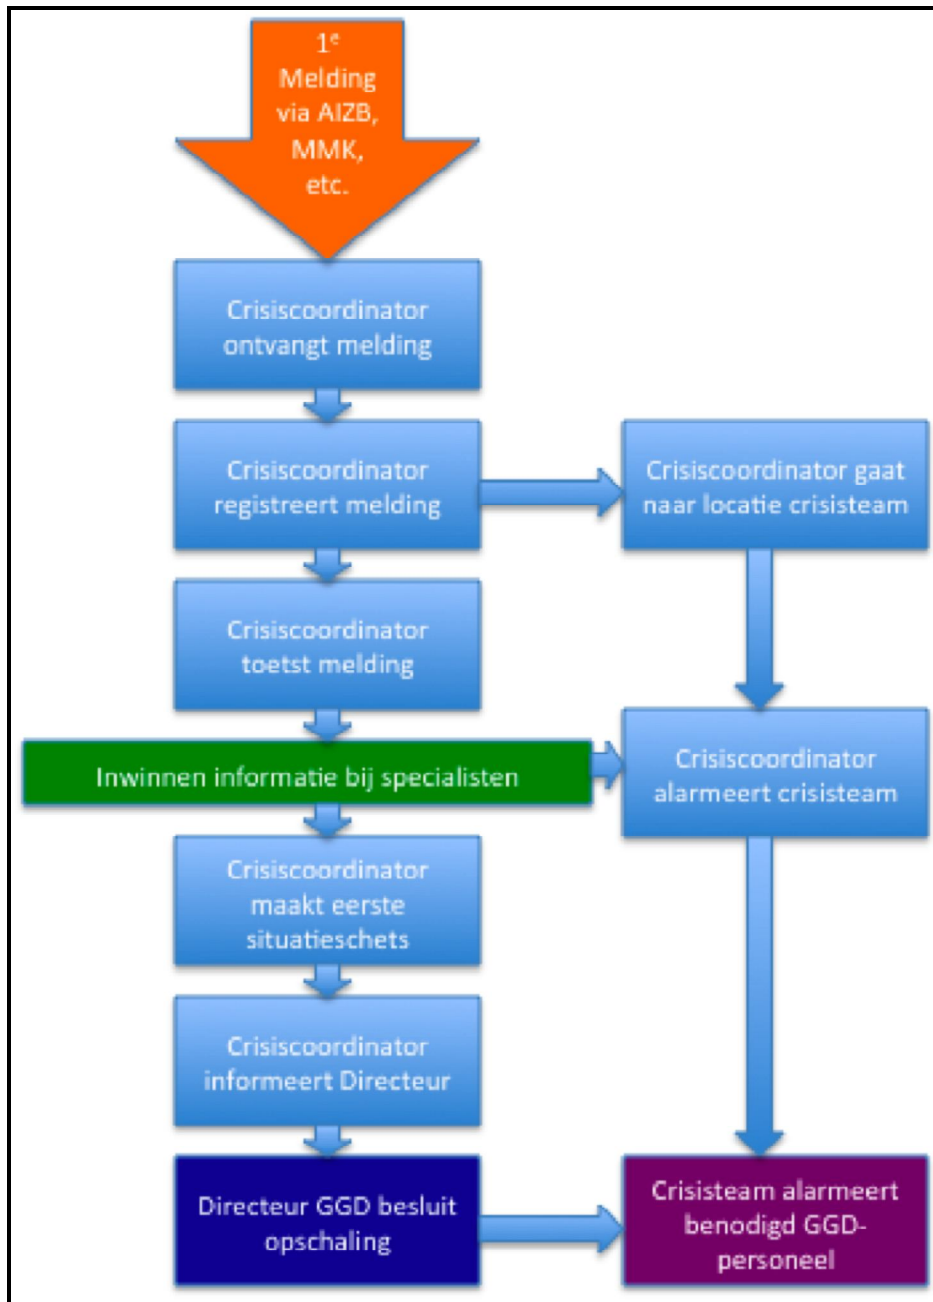 1e
Melding
via AIZB,
MMK,
etc.
Crisiscoordinator
ontvangt melding
Crisiscoordinator
registreert melding
Crisiscoordinator gaat
naar locatie crisisteam
Crisiscoordinator
toetst melding
Inwinnen informatie bij specialisten
Crisiscoordinator
alarmeert crisisteam
Crisiscoordinator
maakt eerste
situatieschets
Crisiscoordinator
informeert Directeur
Directeur GGD besluit
opschaling
Crisisteam alarmeert
benodigd GGD-
personeel